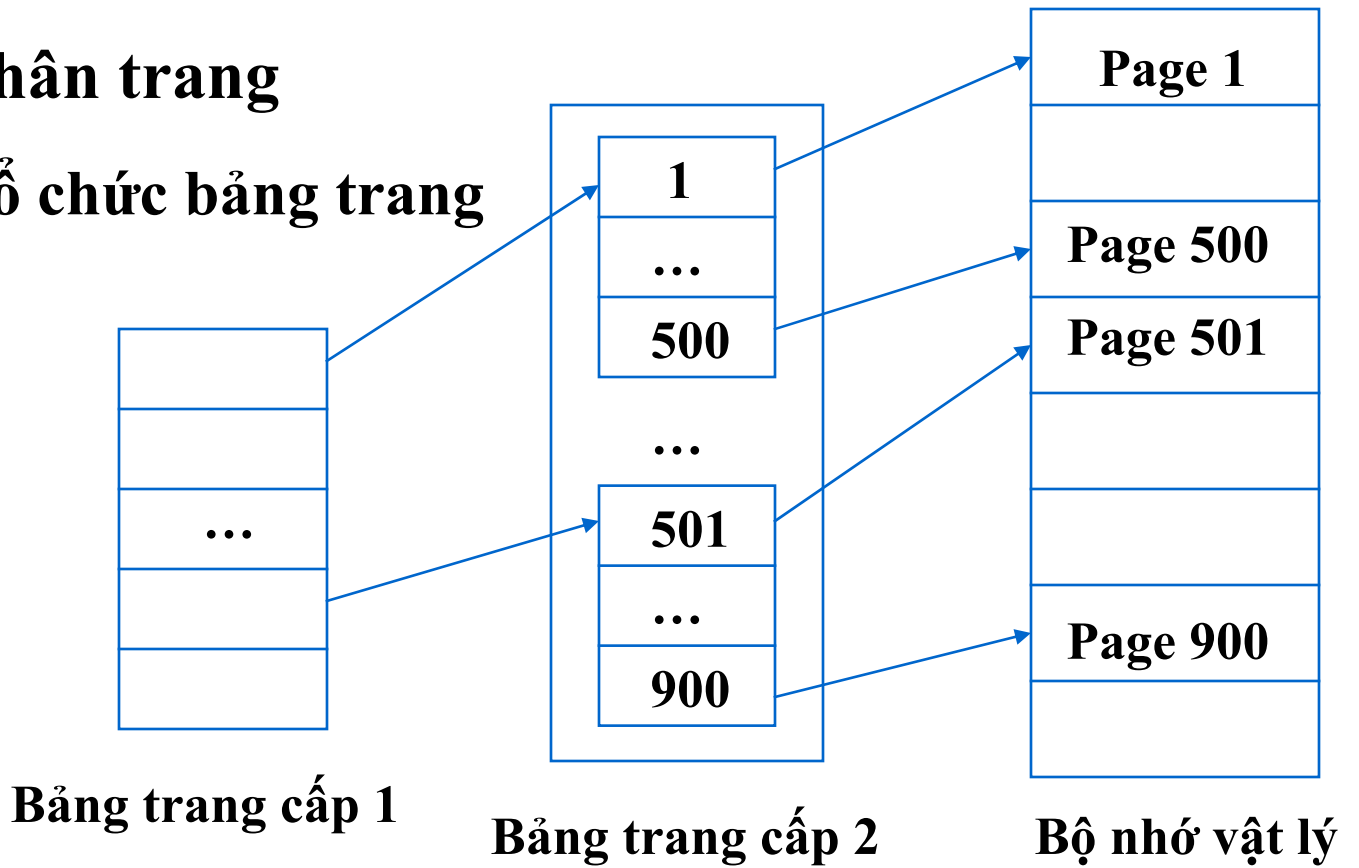 hân trang
ổ chức bảng trang
...
Bảng trang cấp 1
1
...
500
...
501
...
900
Bảng trang cấp 2
Page 1
Page 500
Page 501
Page 900
Bộ nhớ vật lý